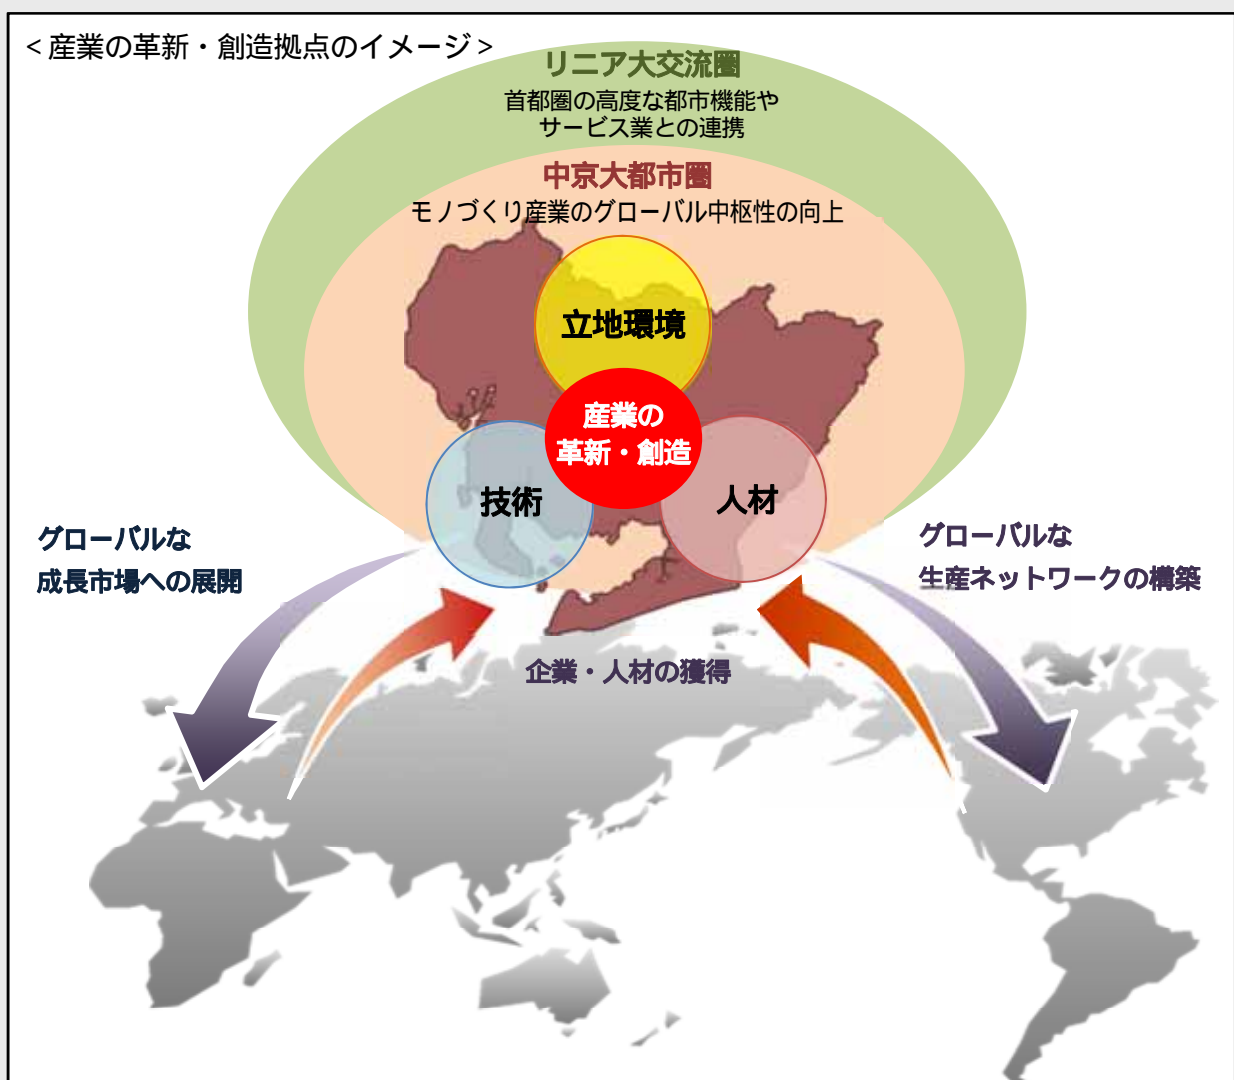 <産業の革新・創造拠点のイメージ>
リニア大交流圏
首都圏の高度な都市機能や
サービス業との連携
中京大都市圏
モノづくり産業のグローバル中枢性の向上
立地環境
産業の
革新・創造
技術
人材
グローバルな
成長市場への展開
グローバルな
生産ネットワークの構築
企業・人材の獲得